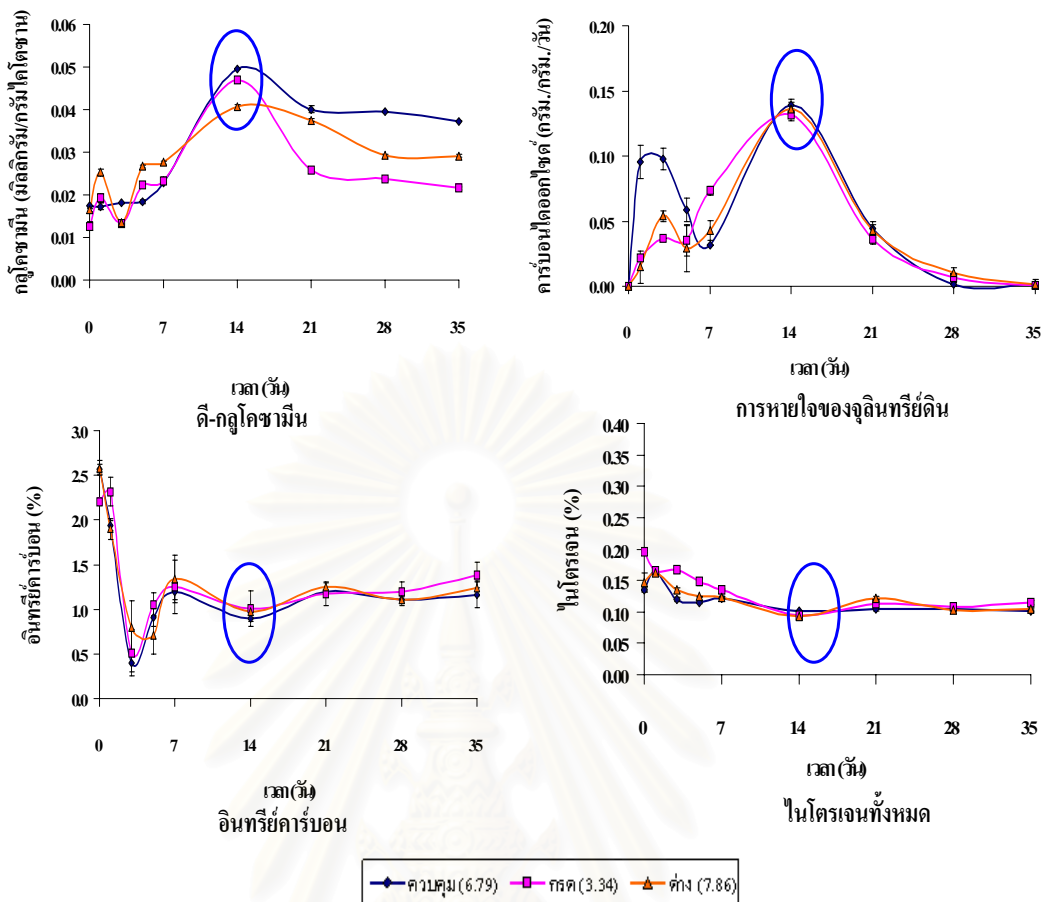 กลูโคซามีน (มิลลิกรัม/กรัมไคโตซาน)
0.06
0.05
0.04
0.03
0.02
0.01
0.00
0 7 14 21 28 35
เวลา (วัน)
ดี-กลูโคซามีน
คาร์บอนไดออกไซด์ (กรัม./กรัม./วัน)
0.20
0.15
0.10
0.05
0.00
0 7 14 21 28 35
เวลา (วัน)
การหายใจของจุลินทรีย์ดิน
อินทรีย์คาร์บอน (%)
3.0
2.5
2.0
1.5
1.0
0.5
0.0
0 7 14 21 28 35
เวลา (วัน)
อินทรีย์คาร์บอน
ไนโตรเจน (%)
0.40
0.35
0.30
0.25
0.20
0.15
0.10
0.05
0.00
0 7 14 21 28 35
เวลา (วัน)
ไนโตรเจนทั้งหมด
ควบคุม (6.79) กรด (3.34) ด่าง (7.86)